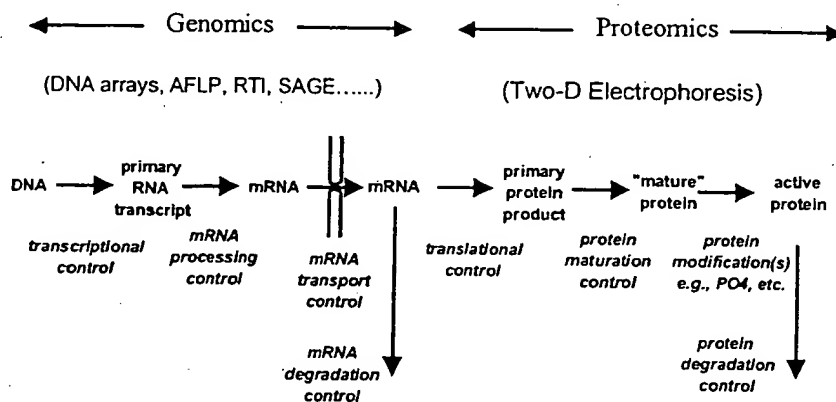 Genomics
Proteomics
(DNA arrays, AFLP, RTI, SAGE......)
(Two-D Electrophoresis)
DNA
primary
RNA
transcript
mRNA
mRNA
primary
protein
product
"mature"
protein
active
protein
transcriptional
control
mRNA
processing
control
mRNA
transport
control
translational
control
protein
maturation
control
protein
modification(s)
e.g., PO4, etc.
mRNA
degradation
control
protein
degradation
control